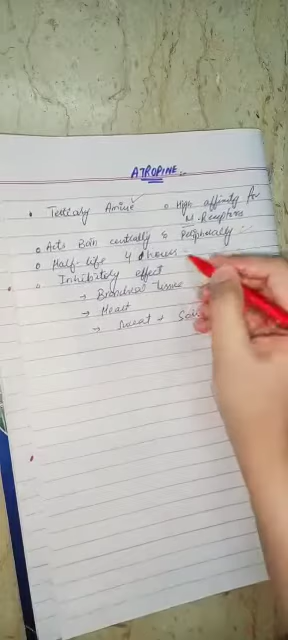 ATROPINE
• Tertiary Amine ✓ o High affinity for
M-Receptors
o Acts Both centrally & Peripherally
o Half-life 4 hours
o Inhibitory effect
→ Bronchial tissue
→ Heart
→ Sweat +